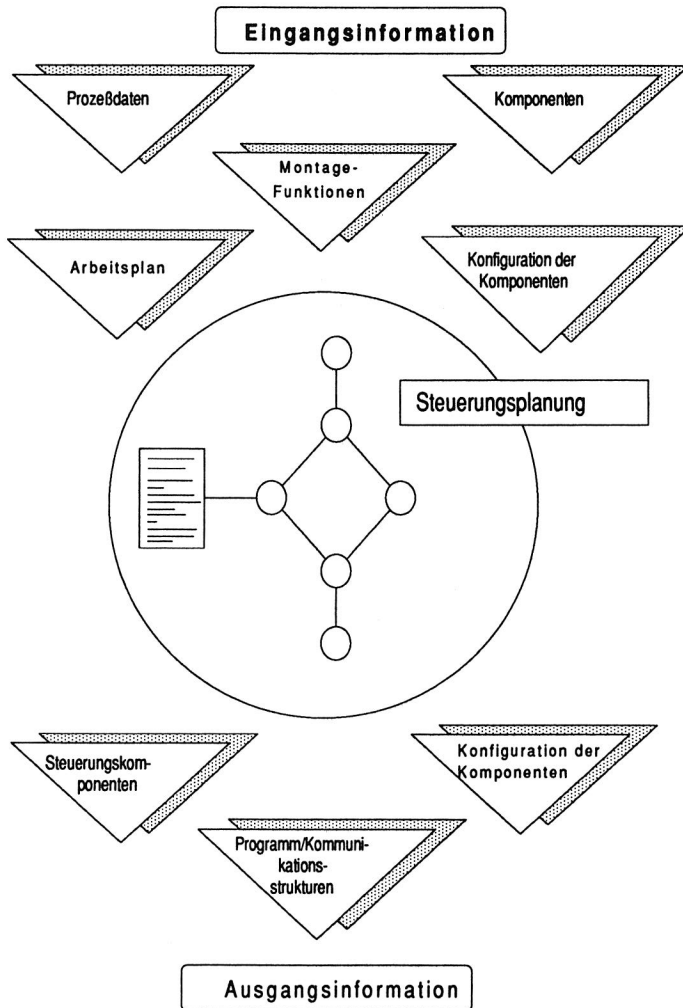 Eingangsinformation
Prozeßdaten
Komponenten
Montage-
Funktionen
Arbeitsplan
Konfiguration der
Komponenten
Steuerungsplanung
Steuerungskom-
ponenten
Konfiguration der
Komponenten
Programm/Kommuni-
kations-
strukturen
Ausgangsinformation